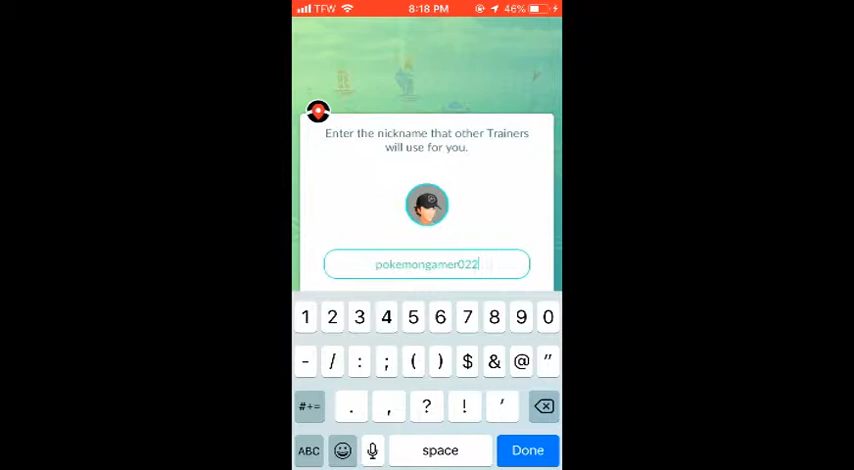 TFW 8:18 PM 46%
Enter the nickname that other Trainers
will use for you.
pokemongamer022
1 2 3 4 5 6 7 8 9 0
- / : ; ( ) $ & @ "
#+= . , ? ! '
ABC space Done